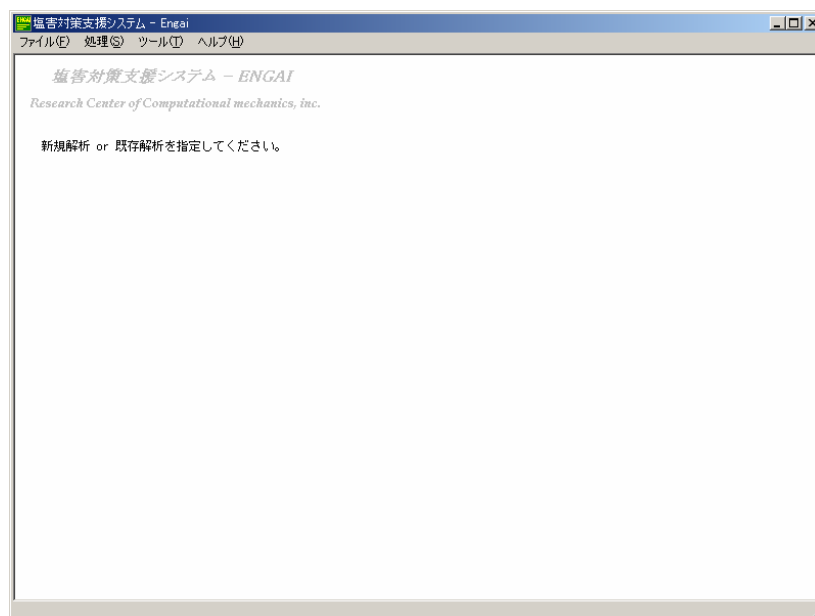 塩害対策支援システム - Engai
ファイル(F) 処理(S) ツール(T) ヘルプ(H)
塩害対策支援システム - ENGAI
Research Center of Computational mechanics, inc.
新規解析 or 既存解析を指定してください。